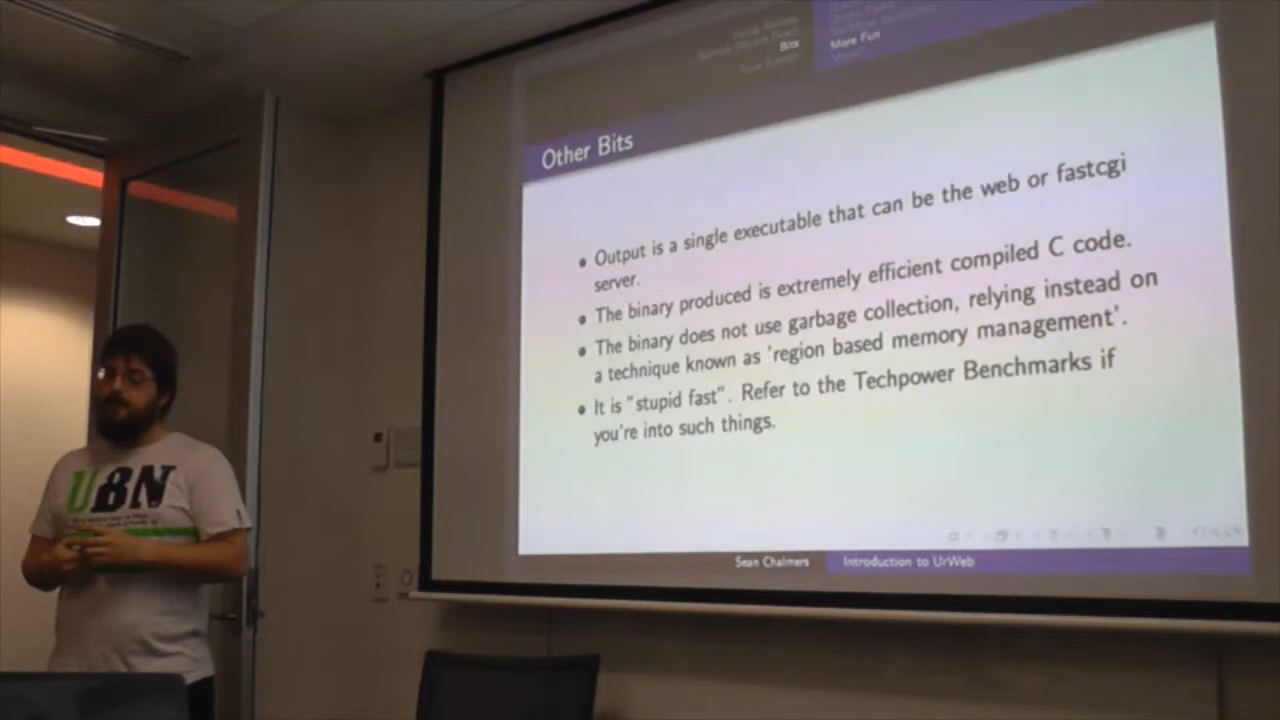 Bits
More Fun
Other Bits
Output is a single executable that can be the web or fastcgi
server.
The binary produced is extremely efficient compiled C code.
The binary does not use garbage collection, relying instead on
a technique known as 'region based memory management'.
It is "stupid fast". Refer to the Techpower Benchmarks if
you're into such things.
Sean Chalmers
Introduction to UrWeb
UBN